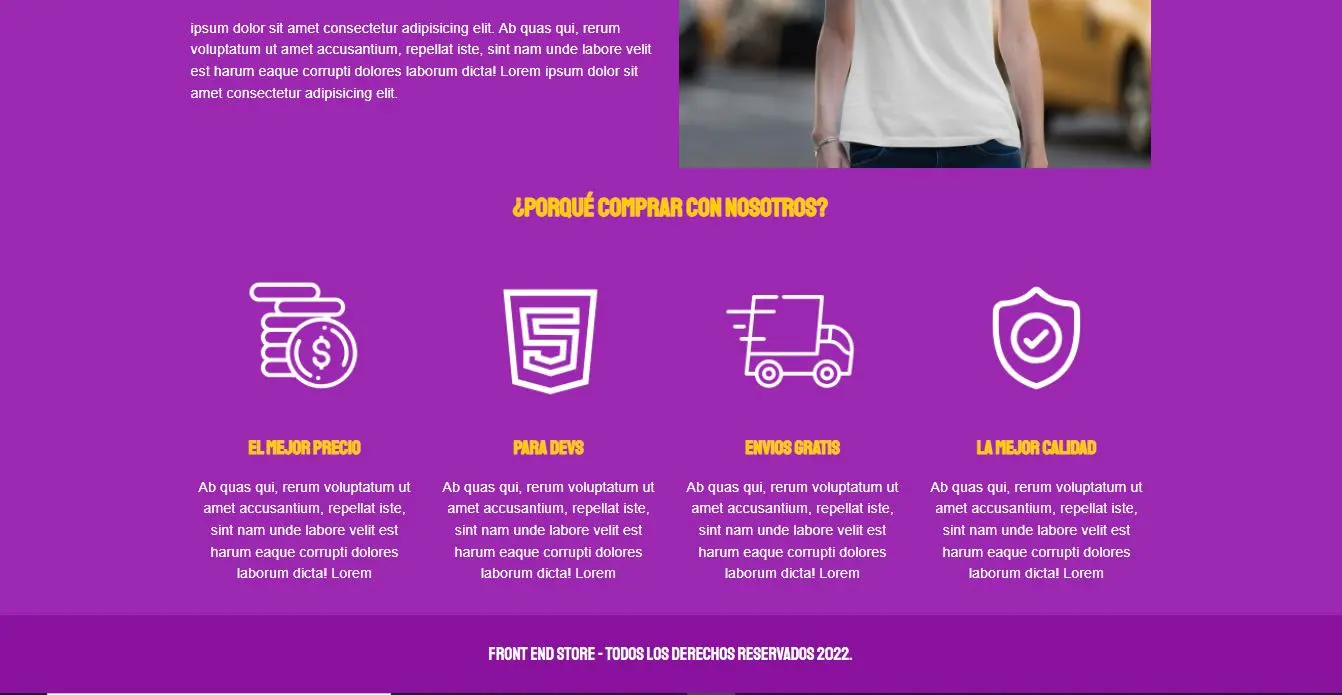 ipsum dolor sit amet consectetur adipisicing elit. Ab quas qui, rerum
voluptatum ut amet accusantium, repellat iste, sint nam unde labore velit
est harum eaque corrupti dolores laborum dicta! Lorem ipsum dolor sit
amet consectetur adipisicing elit.
¿PORQUÉ COMPRAR CON NOSOTROS?
EL MEJOR PRECIO
Ab quas qui, rerum voluptatum ut
amet accusantium, repellat iste,
sint nam unde labore velit est
harum eaque corrupti dolores
laborum dicta! Lorem
PARA DEVS
Ab quas qui, rerum voluptatum ut
amet accusantium, repellat iste,
sint nam unde labore velit est
harum eaque corrupti dolores
laborum dicta! Lorem
ENVIOS GRATIS
Ab quas qui, rerum voluptatum ut
amet accusantium, repellat iste,
sint nam unde labore velit est
harum eaque corrupti dolores
laborum dicta! Lorem
LA MEJOR CALIDAD
Ab quas qui, rerum voluptatum ut
amet accusantium, repellat iste,
sint nam unde labore velit est
harum eaque corrupti dolores
laborum dicta! Lorem
FRONT END STORE - TODOS LOS DERECHOS RESERVADOS 2022.